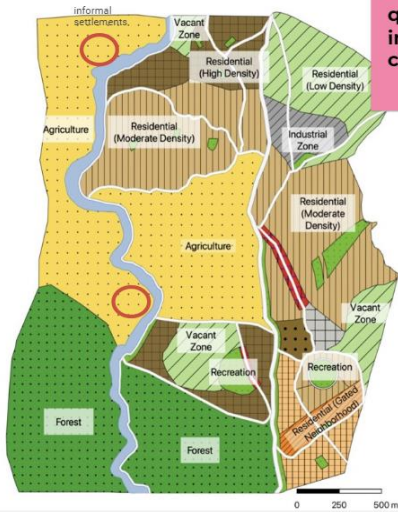 informal
settlements.
Vacant
Zone
Residential
(High Density)
Residential
(Low Density)
Agriculture
Residential
(Moderate Density)
Industrial
Zone
Residential
(Moderate
Density)
Agriculture
Vacant
Zone
Vacant
Zone
Recreation
Recreation
Residential (Gated
Neighborhood)
Forest
Forest
0 250 500 m